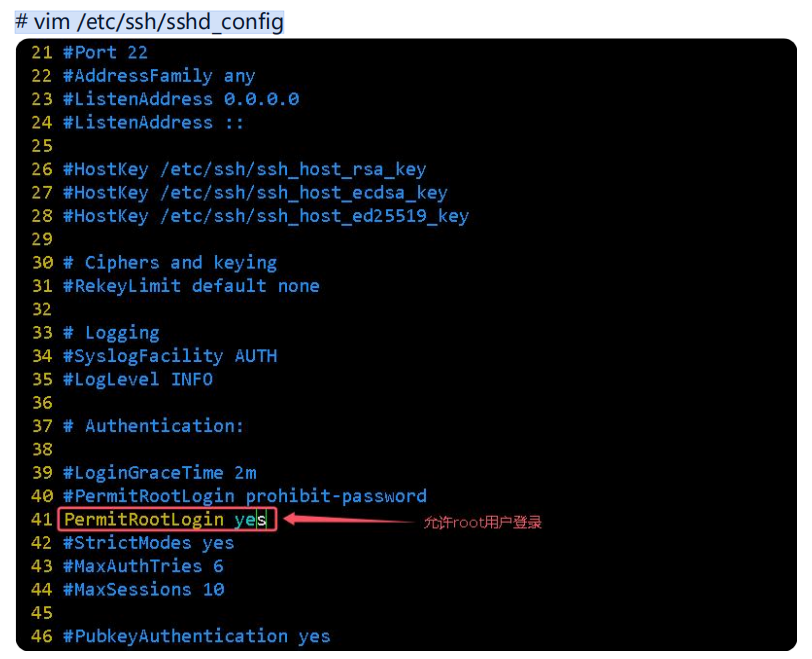 # vim /etc/ssh/sshd_config
21 #Port 22
22 #AddressFamily any
23 #ListenAddress 0.0.0.0
24 #ListenAddress ::
25
26 #HostKey /etc/ssh/ssh_host_rsa_key
27 #HostKey /etc/ssh/ssh_host_ecdsa_key
28 #HostKey /etc/ssh/ssh_host_ed25519_key
29
30 # Ciphers and keying
31 #RekeyLimit default none
32
33 # Logging
34 #SyslogFacility AUTH
35 #LogLevel INFO
36
37 # Authentication:
38
39 #LoginGraceTime 2m
40 #PermitRootLogin prohibit-password
41 PermitRootLogin yes 允许root用户登录
42 #StrictModes yes
43 #MaxAuthTries 6
44 #MaxSessions 10
45
46 #PubkeyAuthentication yes